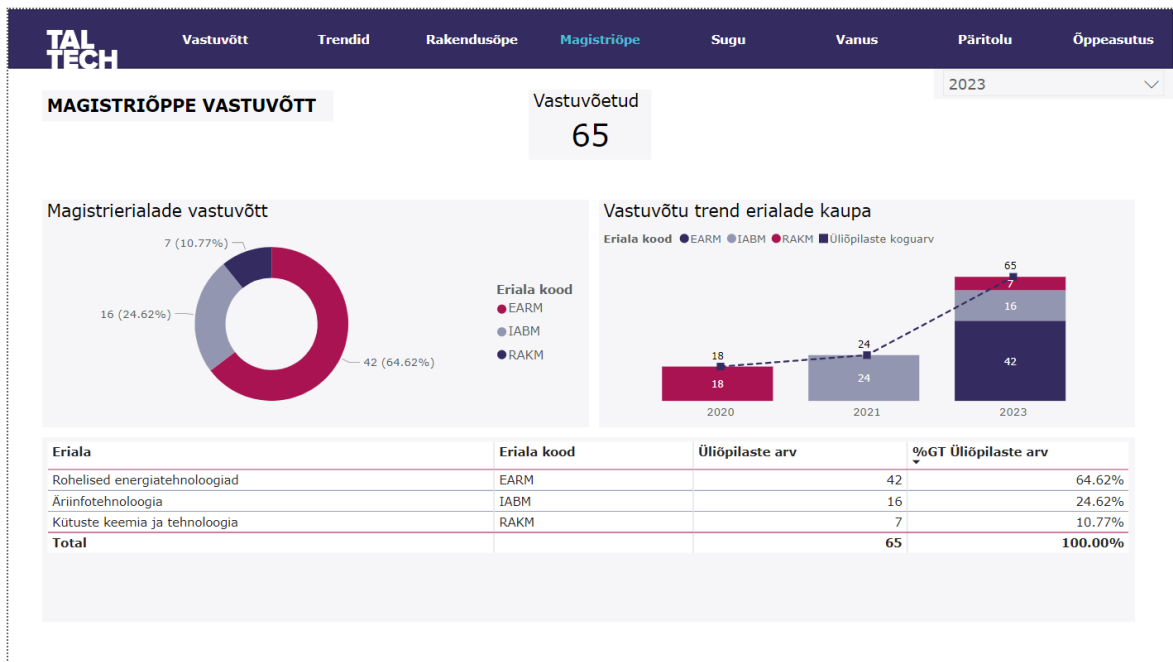 TAL
TECH
Vastuvõtt Trendid Rakendusõpe Magistriõpe Sugu Vanus Päritolu Õppeasutus
2023
MAGISTRIÕPPE VASTUVÕTT
Vastuvõetud
65
Magistrierialade vastuvõtt
7 (10.77%)
16 (24.62%)
42 (64.62%)
Eriala kood
EARM
IABM
RAKM
Vastuvõtu trend erialade kaupa
Eriala kood EARM IABM RAKM Üliõpilaste koguarv
65
7
16
24
18
42
24
18
2020 2021 2023
Eriala Eriala kood Üliõpilaste arv %GT Üliõpilaste arv
Rohelised energiatehnoloogiad EARM 42 64.62%
Äriinfotehnoloogia IABM 16 24.62%
Kütuste keemia ja tehnoloogia RAKM 7 10.77%
Total 65 100.00%